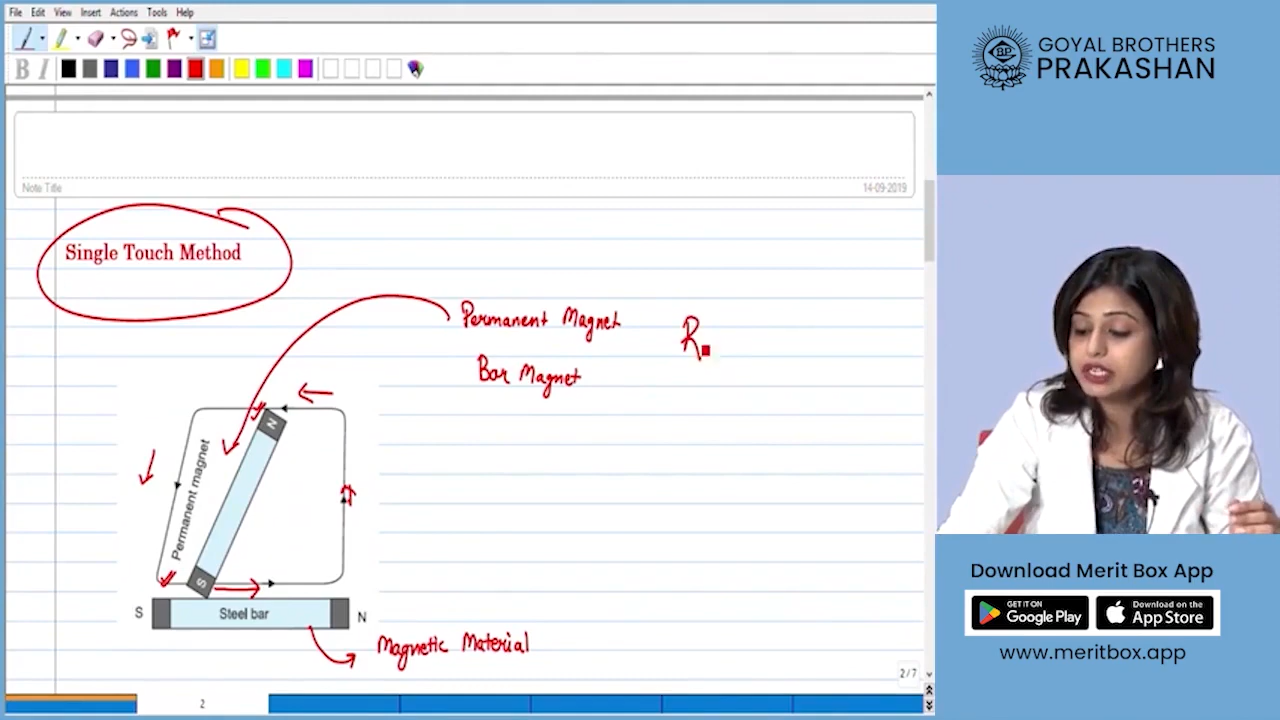 File Edit View Insert Actions Tools Help
B I
Note Title
14-09-2019
Single Touch Method
Permanent Magnet
R
Bar Magnet
N
Permanent magnet
S
S
Steel bar
N
Magnetic Material
2/7
2
BP
GOYAL BROTHERS
PRAKASHAN
Download Merit Box App
GET IT ON
Google Play
Download on the
App Store
www.meritbox.app